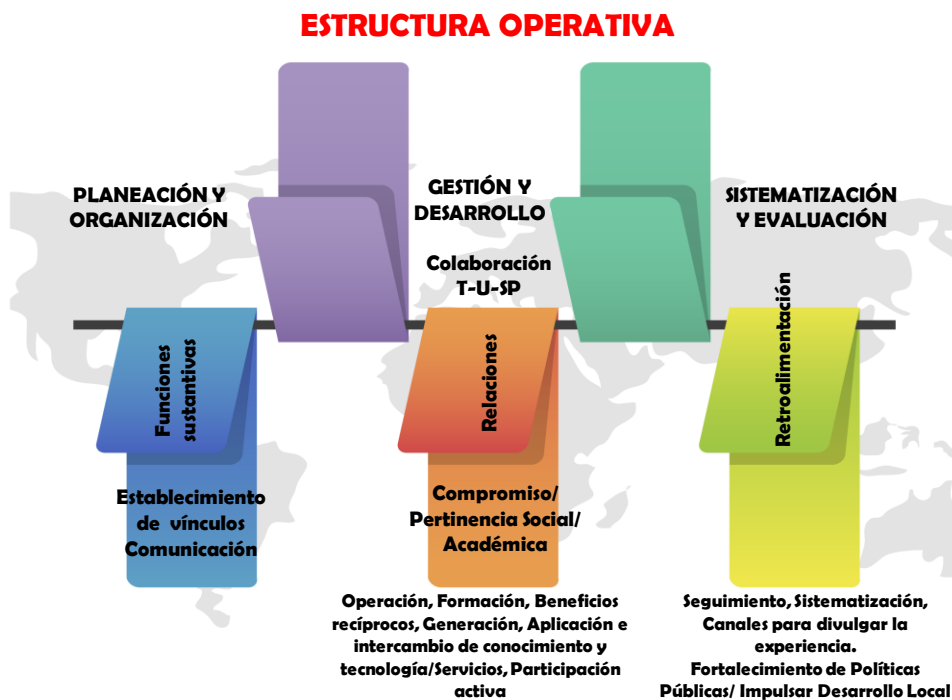 ESTRUCTURA OPERATIVA
PLANEACIÓN Y
ORGANIZACIÓN
Funciones
sustantivas
Establecimiento
de vínculos
Comunicación
GESTIÓN Y
DESARROLLO
Colaboración
T-U-SP
Relaciones
Compromiso/
Pertinencia Social/
Académica
Operación, Formación, Beneficios
recíprocos, Generación, Aplicación e
intercambio de conocimiento y
tecnología/Servicios, Participación
activa
SISTEMATIZACIÓN
Y EVALUACIÓN
Retroalimentación
Seguimiento, Sistematización,
Canales para divulgar la
experiencia.
Fortalecimiento de Políticas
Públicas/ Impulsar Desarrollo Local